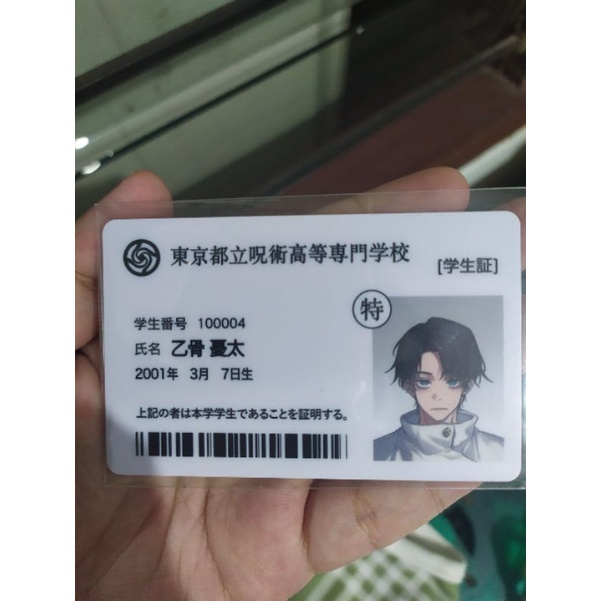 東京都立呪術高等専門学校
[学生証]
特
学生番号 100004
氏名 乙骨 憂太
2001年 3月 7日生
上記の者は本学学生であることを証明する。